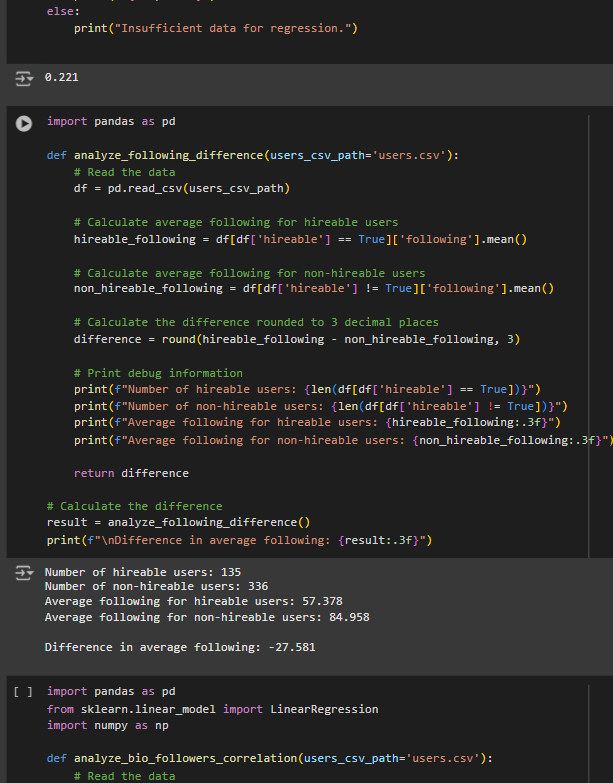 else:
    print("Insufficient data for regression.")
0.221
import pandas as pd
def analyze_following_difference(users_csv_path='users.csv'):
    # Read the data
    df = pd.read_csv(users_csv_path)
    # Calculate average following for hireable users
    hireable_following = df[df['hireable'] == True]['following'].mean()
    # Calculate average following for non-hireable users
    non_hireable_following = df[df['hireable'] != True]['following'].mean()
    # Calculate the difference rounded to 3 decimal places
    difference = round(hireable_following - non_hireable_following, 3)
    # Print debug information
    print(f"Number of hireable users: {len(df[df['hireable'] == True])}")
    print(f"Number of non-hireable users: {len(df[df['hireable'] != True])}")
    print(f"Average following for hireable users: {hireable_following:.3f}")
    print(f"Average following for non-hireable users: {non_hireable_following:.3f}")
    return difference
# Calculate the difference
result = analyze_following_difference()
print(f"\nDifference in average following: {result:.3f}")
Number of hireable users: 135
Number of non-hireable users: 336
Average following for hireable users: 57.378
Average following for non-hireable users: 84.958
Difference in average following: -27.581
[ ] import pandas as pd
from sklearn.linear_model import LinearRegression
import numpy as np
def analyze_bio_followers_correlation(users_csv_path='users.csv'):
    # Read the data